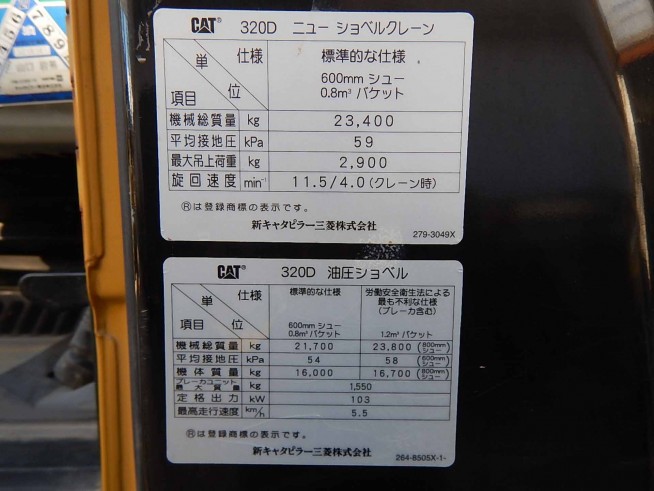 CAT® 320D ニュー ショベルクレーン
単 仕様 標準的な仕様
項目 位 600mm シュー
0.8m³ バケット
機械総質量 kg 23,400
平均接地圧 kPa 59
最大吊上荷重 kg 2,900
旋回速度 min⁻¹ 11.5/4.0 (クレーン時)
®は登録商標の表示です。
新キャタピラー三菱株式会社
279-3049X
CAT® 320D 油圧ショベル
単 仕様 標準的な仕様 労働安全衛生法による
最も不利な仕様
(ブレーカ含む)
項目 位 600mm シュー
0.8m³ バケット 1.2m³ バケット
機械総質量 kg 21,700 23,800 (800mm シュー)
平均接地圧 kPa 54 58 (600mm シュー)
機体質量 kg 16,000 16,700 (800mm シュー)
ブレーカユニット最大質量 kg 1,550
定格出力 kW 103
最高走行速度 km/h 5.5
®は登録商標の表示です。
新キャタピラー三菱株式会社
264-8505X-1-
4 5 6 7 8 9